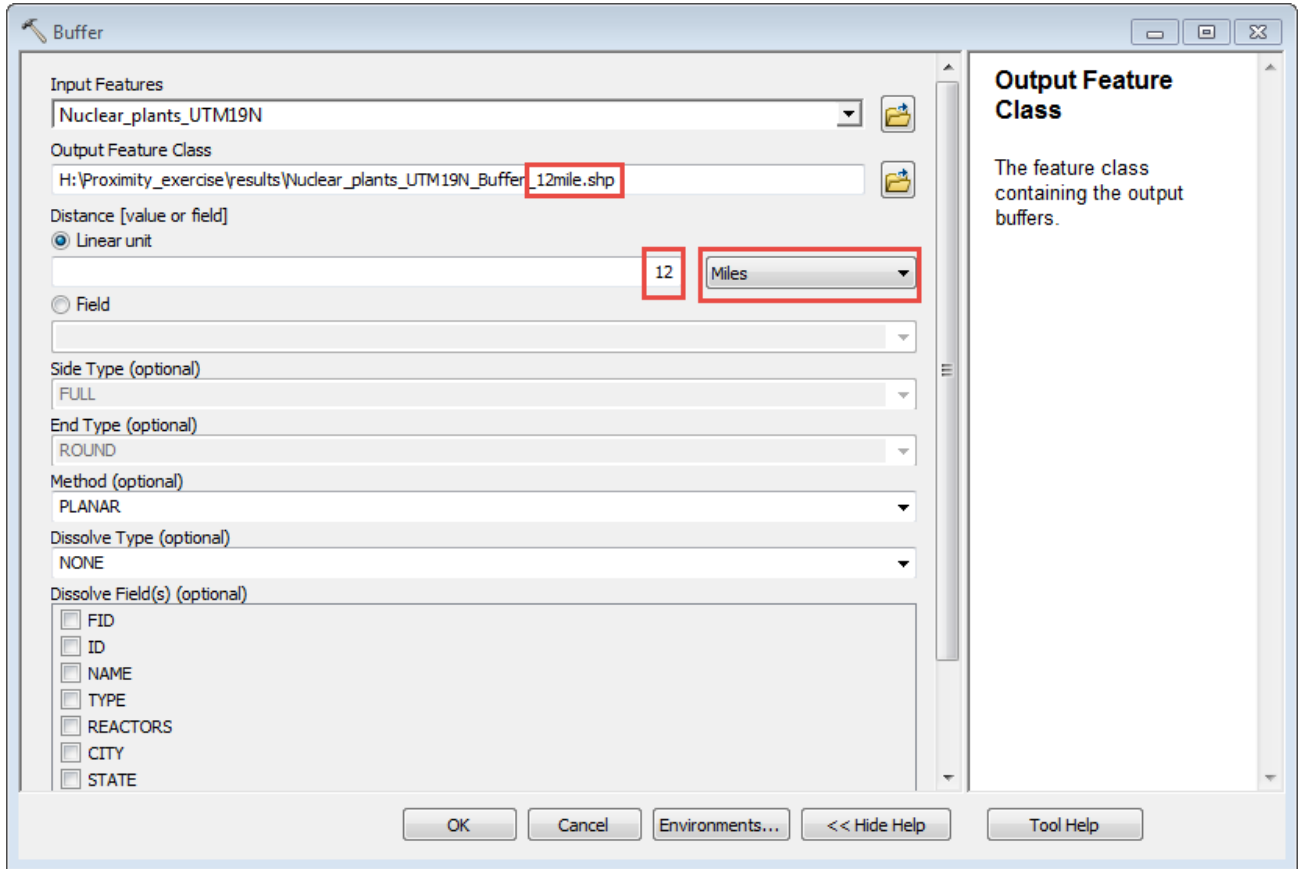 Buffer
Input Features
Nuclear_plants_UTM19N
Output Feature Class
H:\Proximity_exercise\results\Nuclear_plants_UTM19N_Buffer_12mile.shp
Distance [value or field]
Linear unit
12 Miles
Field
Side Type (optional)
FULL
End Type (optional)
ROUND
Method (optional)
PLANAR
Dissolve Type (optional)
NONE
Dissolve Field(s) (optional)
FID
ID
NAME
TYPE
REACTORS
CITY
STATE
Output Feature
Class
The feature class
containing the output
buffers.
OK Cancel Environments... << Hide Help Tool Help